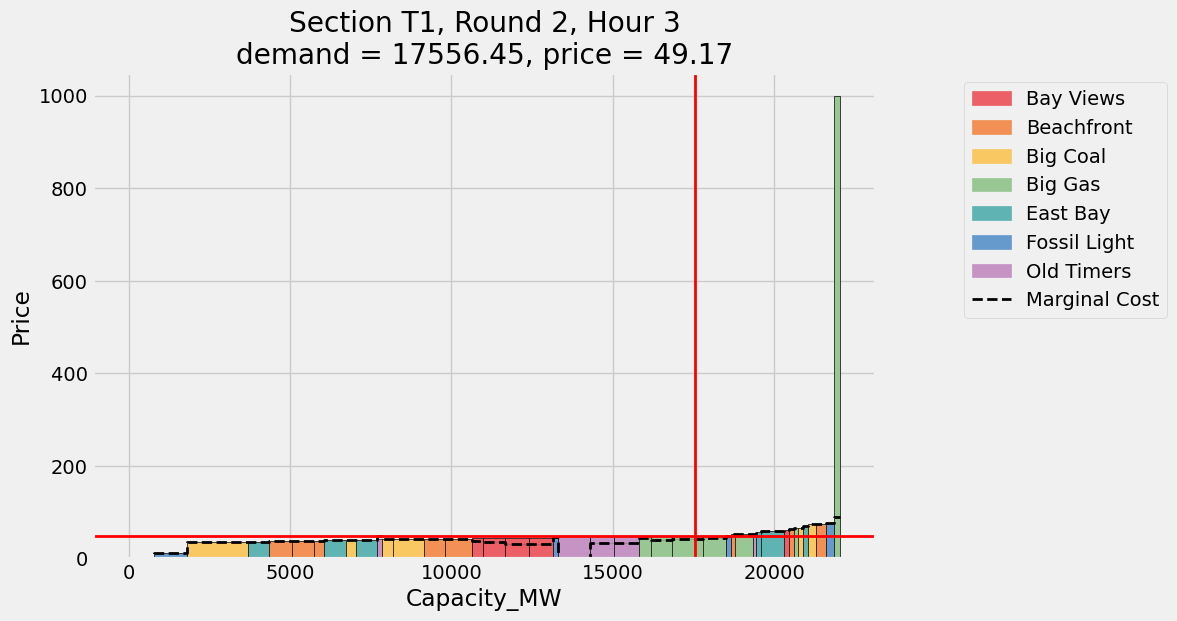 Section T1, Round 2, Hour 3
demand = 17556.45, price = 49.17
1000
800
600
400
200
0
Price
0
5000
10000
15000
20000
Capacity_MW
Bay Views
Beachfront
Big Coal
Big Gas
East Bay
Fossil Light
Old Timers
Marginal Cost